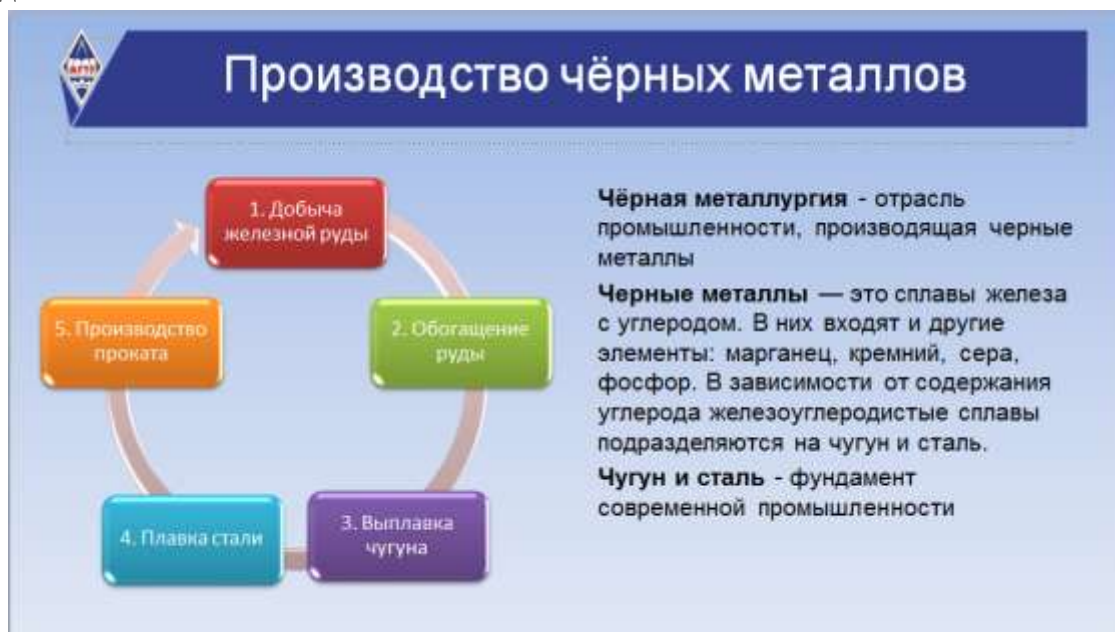 Производство чёрных металлов
1. Добыча
железной руды
2. Обогащение
руды
3. Выплавка
чугуна
4. Плавка стали
5. Производство
проката
Чёрная металлургия - отрасль
промышленности, производящая черные
металлы
Черные металлы — это сплавы железа
с углеродом. В них входят и другие
элементы: марганец, кремний, сера,
фосфор. В зависимости от содержания
углерода железоуглеродистые сплавы
подразделяются на чугун и сталь.
Чугун и сталь - фундамент
современной промышленности